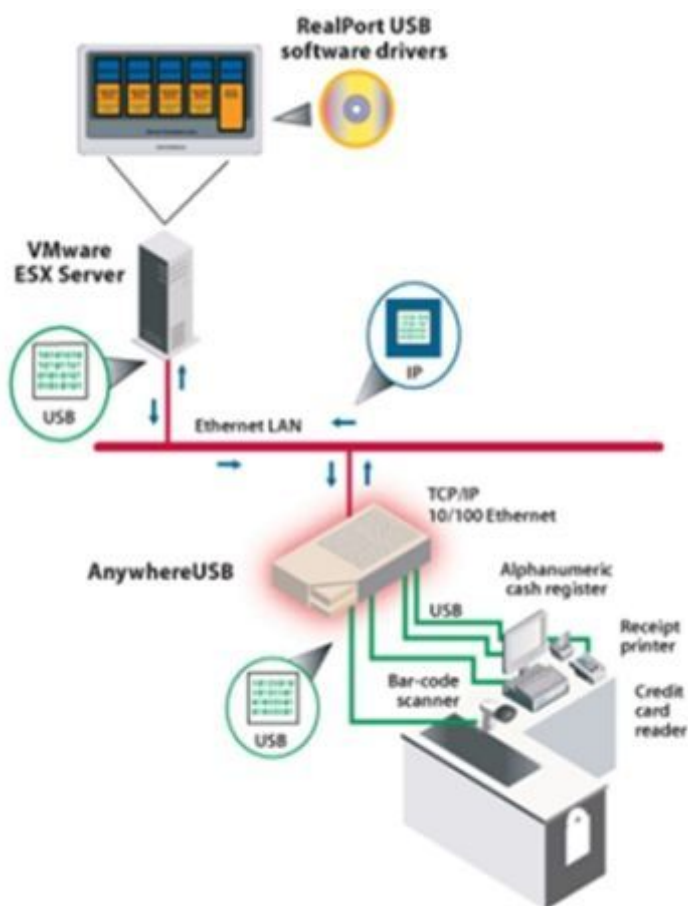 RealPort USB
software drivers
VMware
ESX Server
USB
IP
Ethernet LAN
TCP/IP
10/100 Ethernet
AnywhereUSB
Alphanumeric
cash register
USB
Receipt
printer
Bar-code
scanner
Credit
card
reader
USB